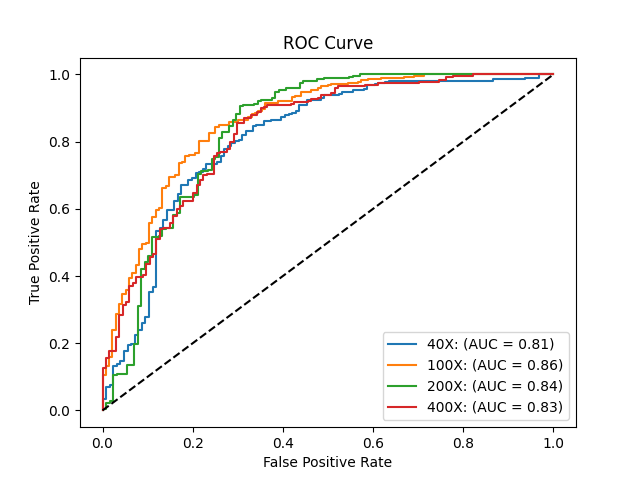 ROC Curve
True Positive Rate
1.0
0.8
0.6
0.4
0.2
0.0
0.0 0.2 0.4 0.6 0.8 1.0
False Positive Rate
40X: (AUC = 0.81)
100X: (AUC = 0.86)
200X: (AUC = 0.84)
400X: (AUC = 0.83)